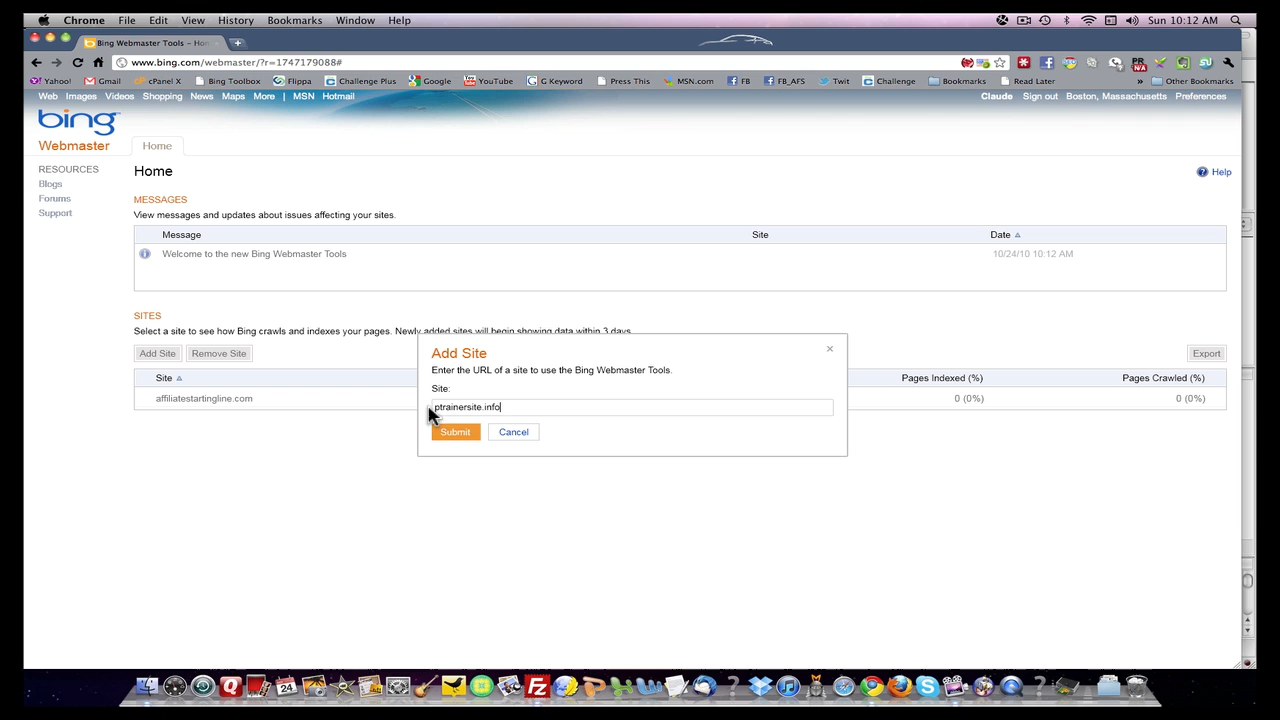 Chrome File Edit View History Bookmarks Window Help Sun 10:12 AM
Bing Webmaster Tools – Hom
www.bing.com/webmaster/?r=1747179088#
Yahoo! Gmail cPanel X Bing Toolbox Flippa Challenge Plus Google YouTube G Keyword Press This MSN.com FB FB_AFS Twit Challenge Bookmarks Read Later » Other Bookmarks
Web Images Videos Shopping News Maps More | MSN Hotmail Claude Sign out Boston, Massachusetts Preferences
bing
Webmaster Home
RESOURCES
Blogs
Forums
Support
Home
Help
MESSAGES
View messages and updates about issues affecting your sites.
Message Site Date
Welcome to the new Bing Webmaster Tools 10/24/10 10:12 AM
SITES
Select a site to see how Bing crawls and indexes your pages. Newly added sites will begin showing data within 3 days.
Add Site Remove Site Export
Site Pages Indexed (%) Pages Crawled (%)
affiliatestartingline.com 0 (0%) 0 (0%)
Add Site
Enter the URL of a site to use the Bing Webmaster Tools.
Site:
ptrainersite.info
Submit Cancel